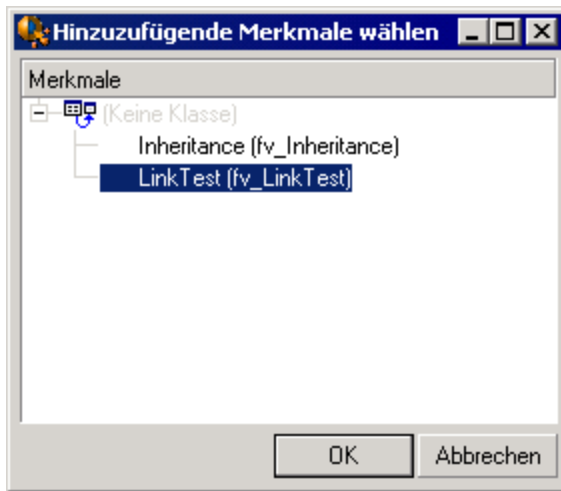 Hinzuzufügende Merkmale wählen
Merkmale
(Keine Klasse)
Inheritance (fv_Inheritance)
LinkTest (fv_LinkTest)
OK Abbrechen